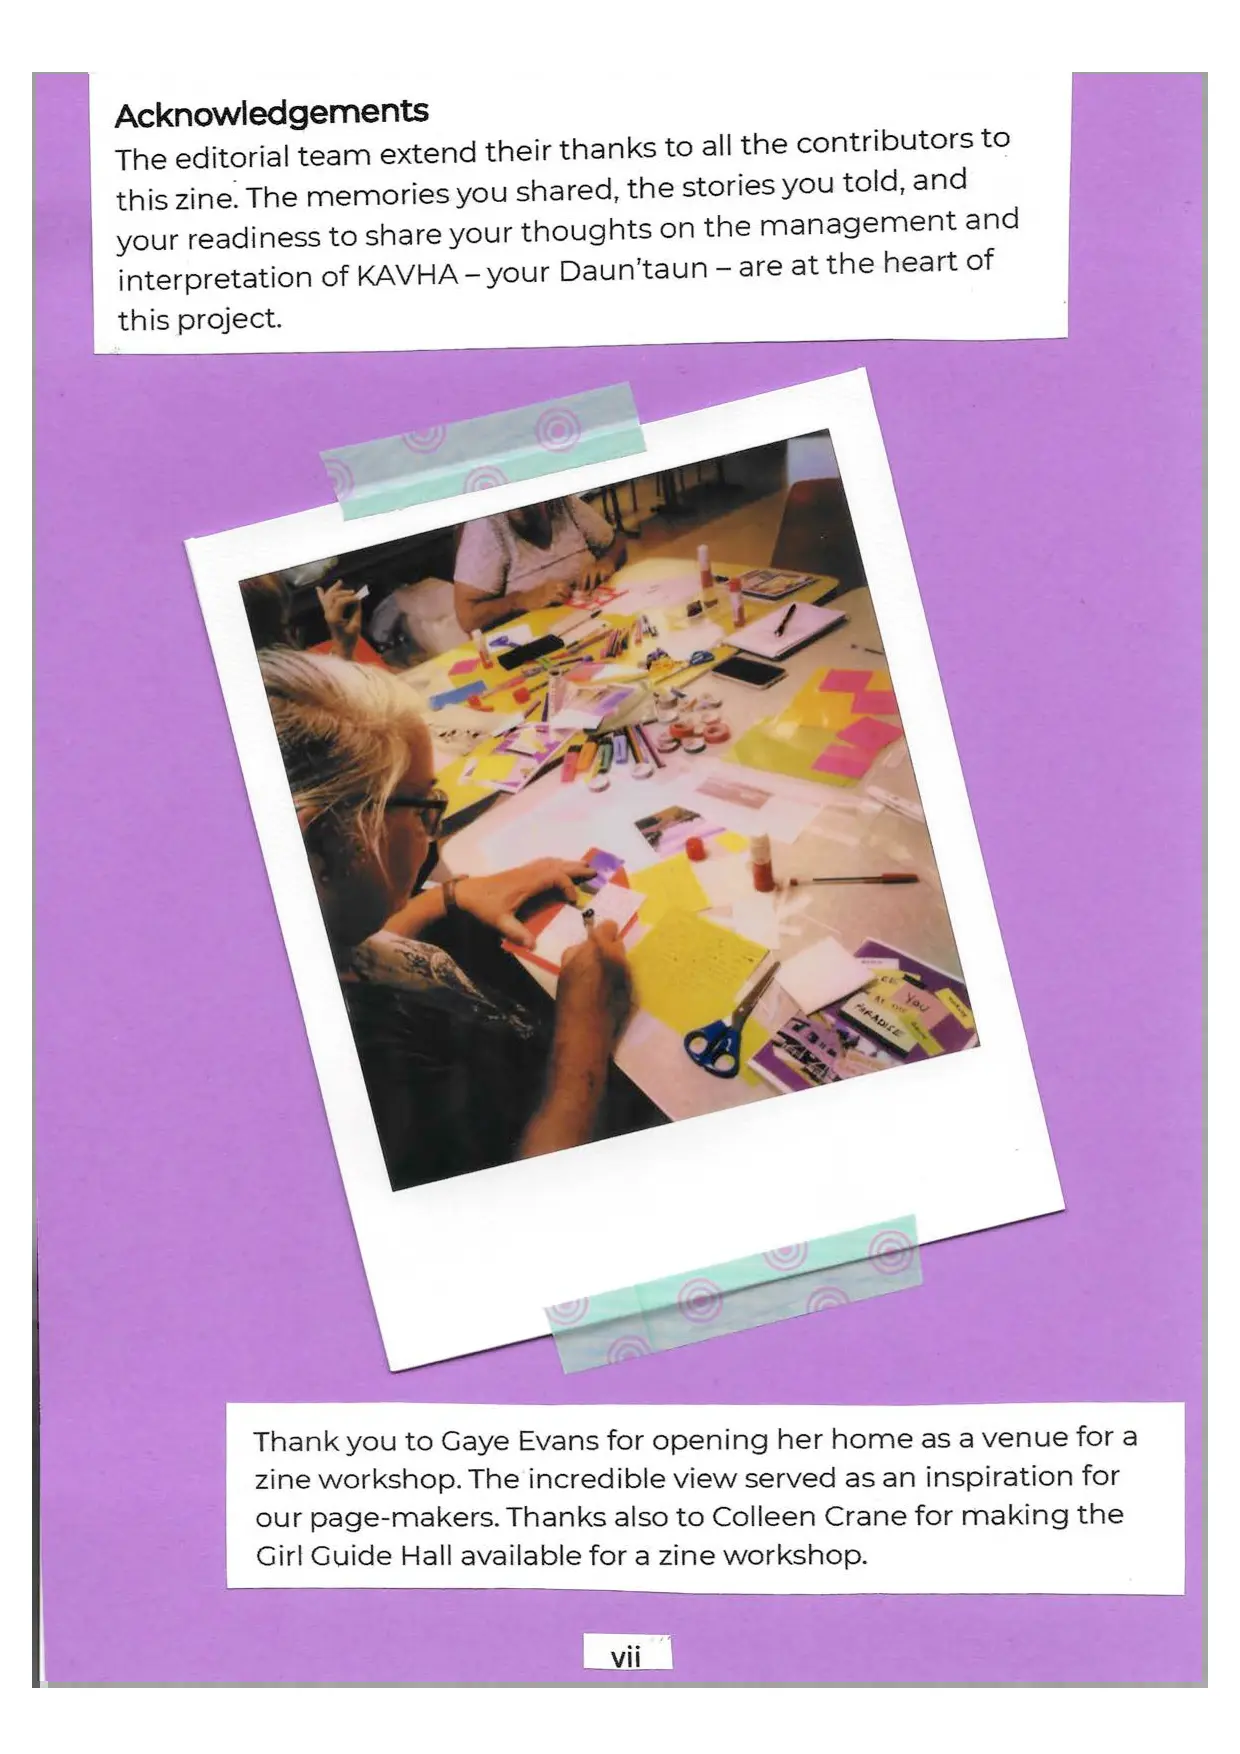 Acknowledgements
The editorial team extend their thanks to all the contributors to
this zine. The memories you shared, the stories you told, and
your readiness to share your thoughts on the management and
interpretation of KAVHA – your Daun'taun – are at the heart of
this project.
YOU
PARADISE
Thank you to Gaye Evans for opening her home as a venue for a
zine workshop. The incredible view served as an inspiration for
our page-makers. Thanks also to Colleen Crane for making the
Girl Guide Hall available for a zine workshop.
vii